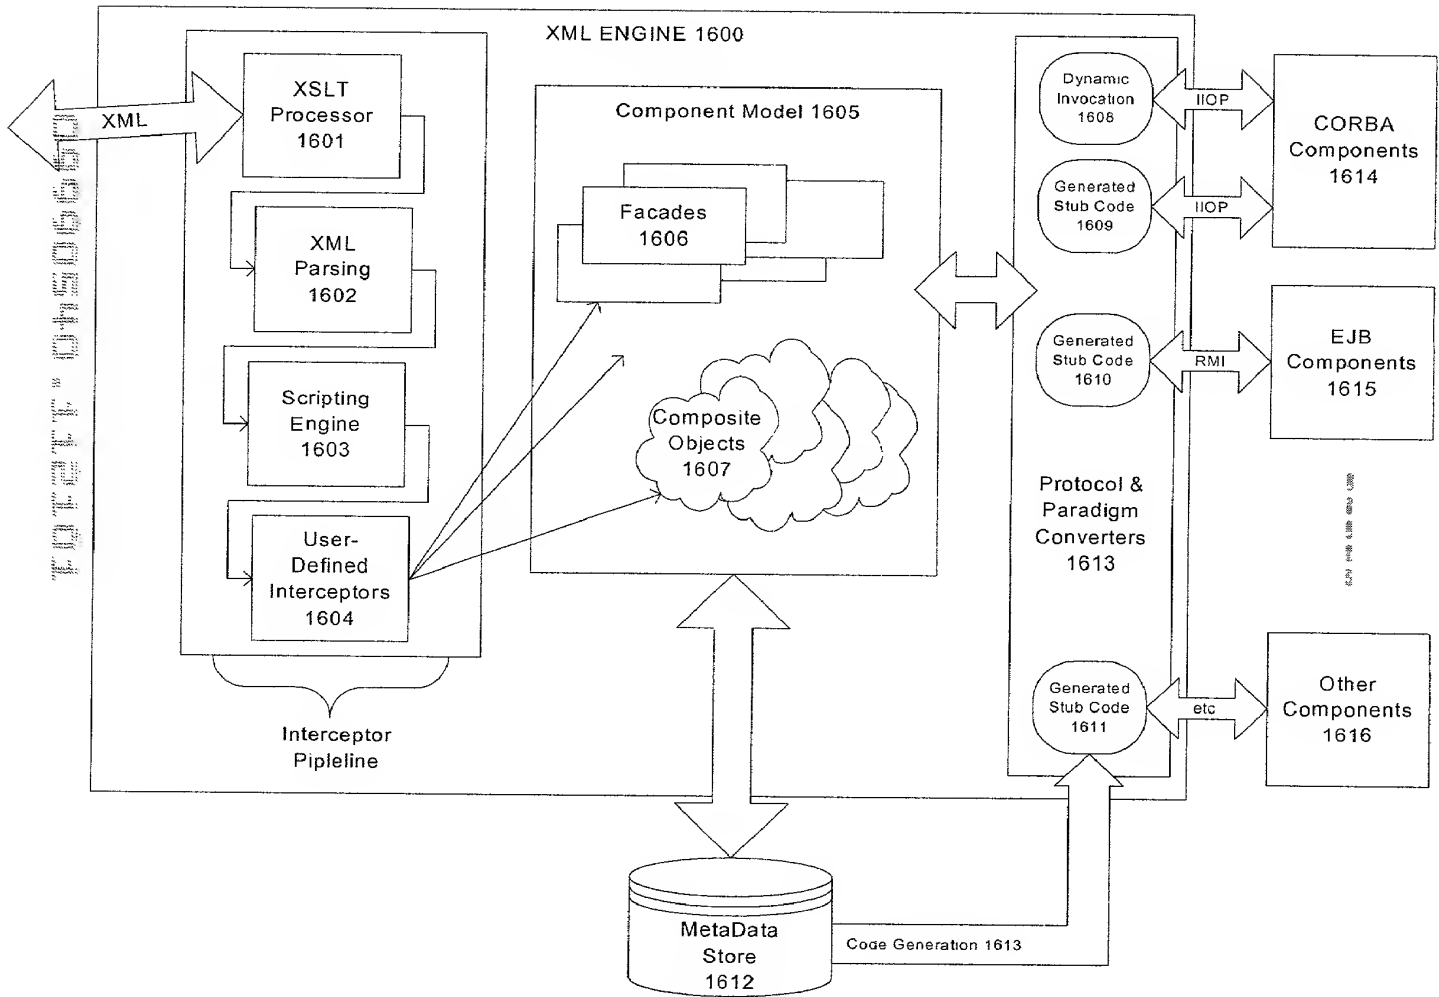 XML ENGINE 1600
XML
XSLT
Processor
1601
XML
Parsing
1602
Scripting
Engine
1603
User-
Defined
Interceptors
1604
Interceptor
Pipleline
Component Model 1605
Facades
1606
Composite
Objects
1607
Dynamic
Invocation
1608
Generated
Stub Code
1609
Generated
Stub Code
1610
Protocol &
Paradigm
Converters
1613
Generated
Stub Code
1611
IIOP
IIOP
RMI
etc
CORBA
Components
1614
EJB
Components
1615
Other
Components
1616
MetaData
Store
1612
Code Generation 1613